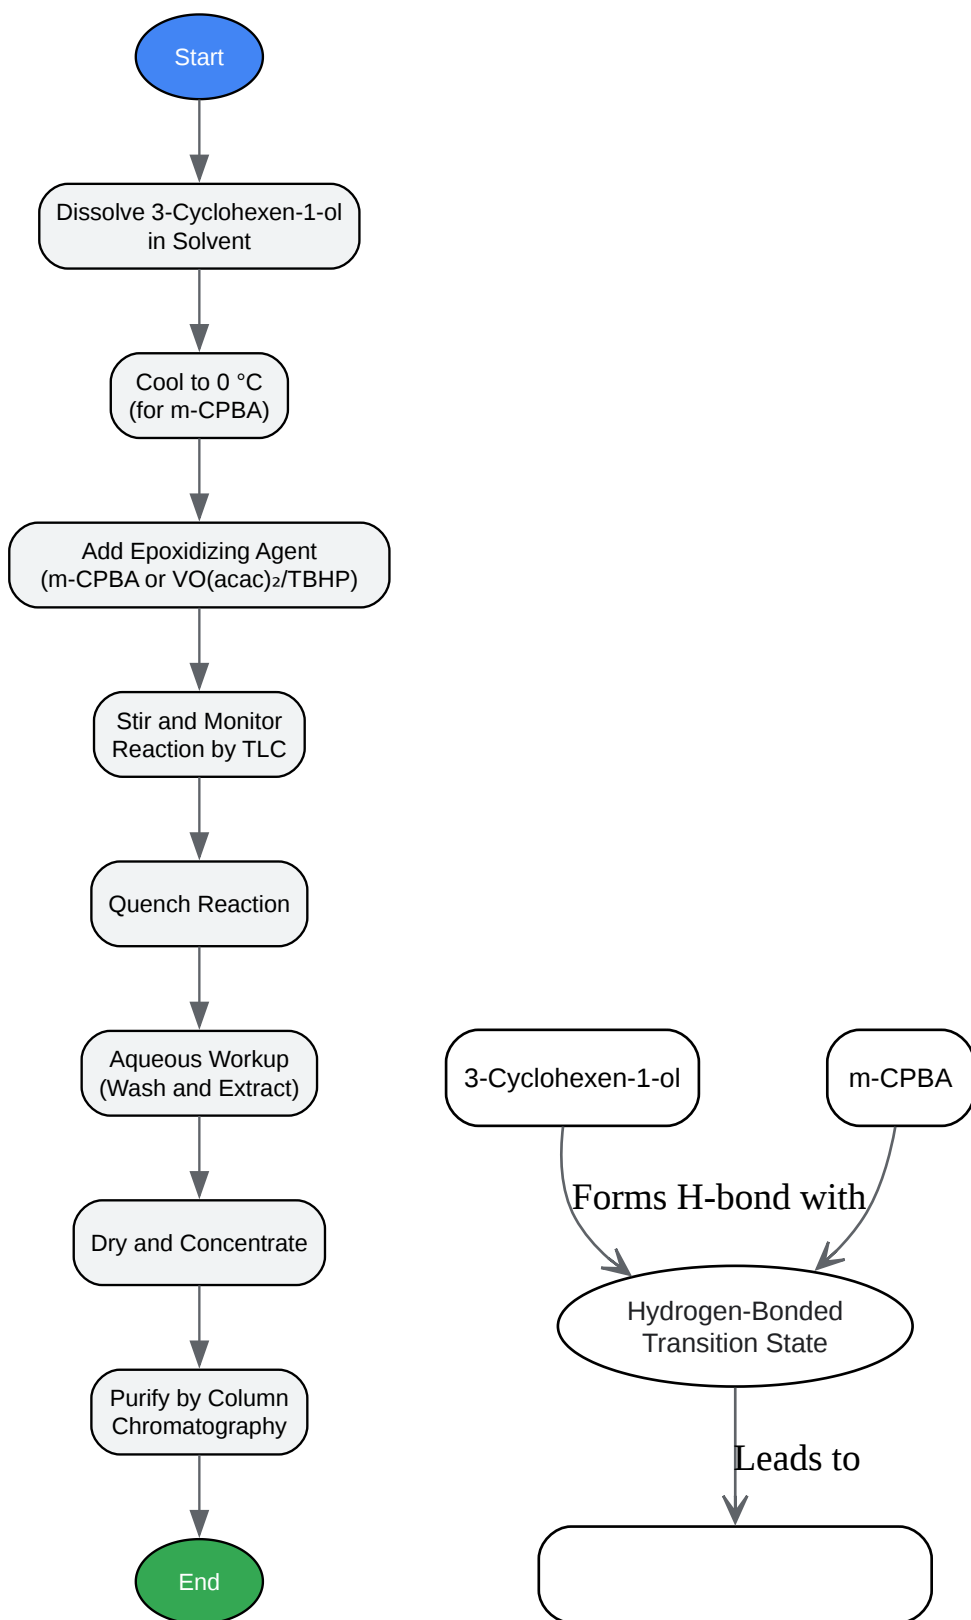 Start
Dissolve 3-Cyclohexen-1-ol
in Solvent
Cool to 0 °C
(for m-CPBA)
Add Epoxidizing Agent
(m-CPBA or VO(acac)₂/TBHP)
Stir and Monitor
Reaction by TLC
Quench Reaction
Aqueous Workup
(Wash and Extract)
Dry and Concentrate
Purify by Column
Chromatography
End
3-Cyclohexen-1-ol
m-CPBA
Forms H-bond with
Hydrogen-Bonded
Transition State
Leads to